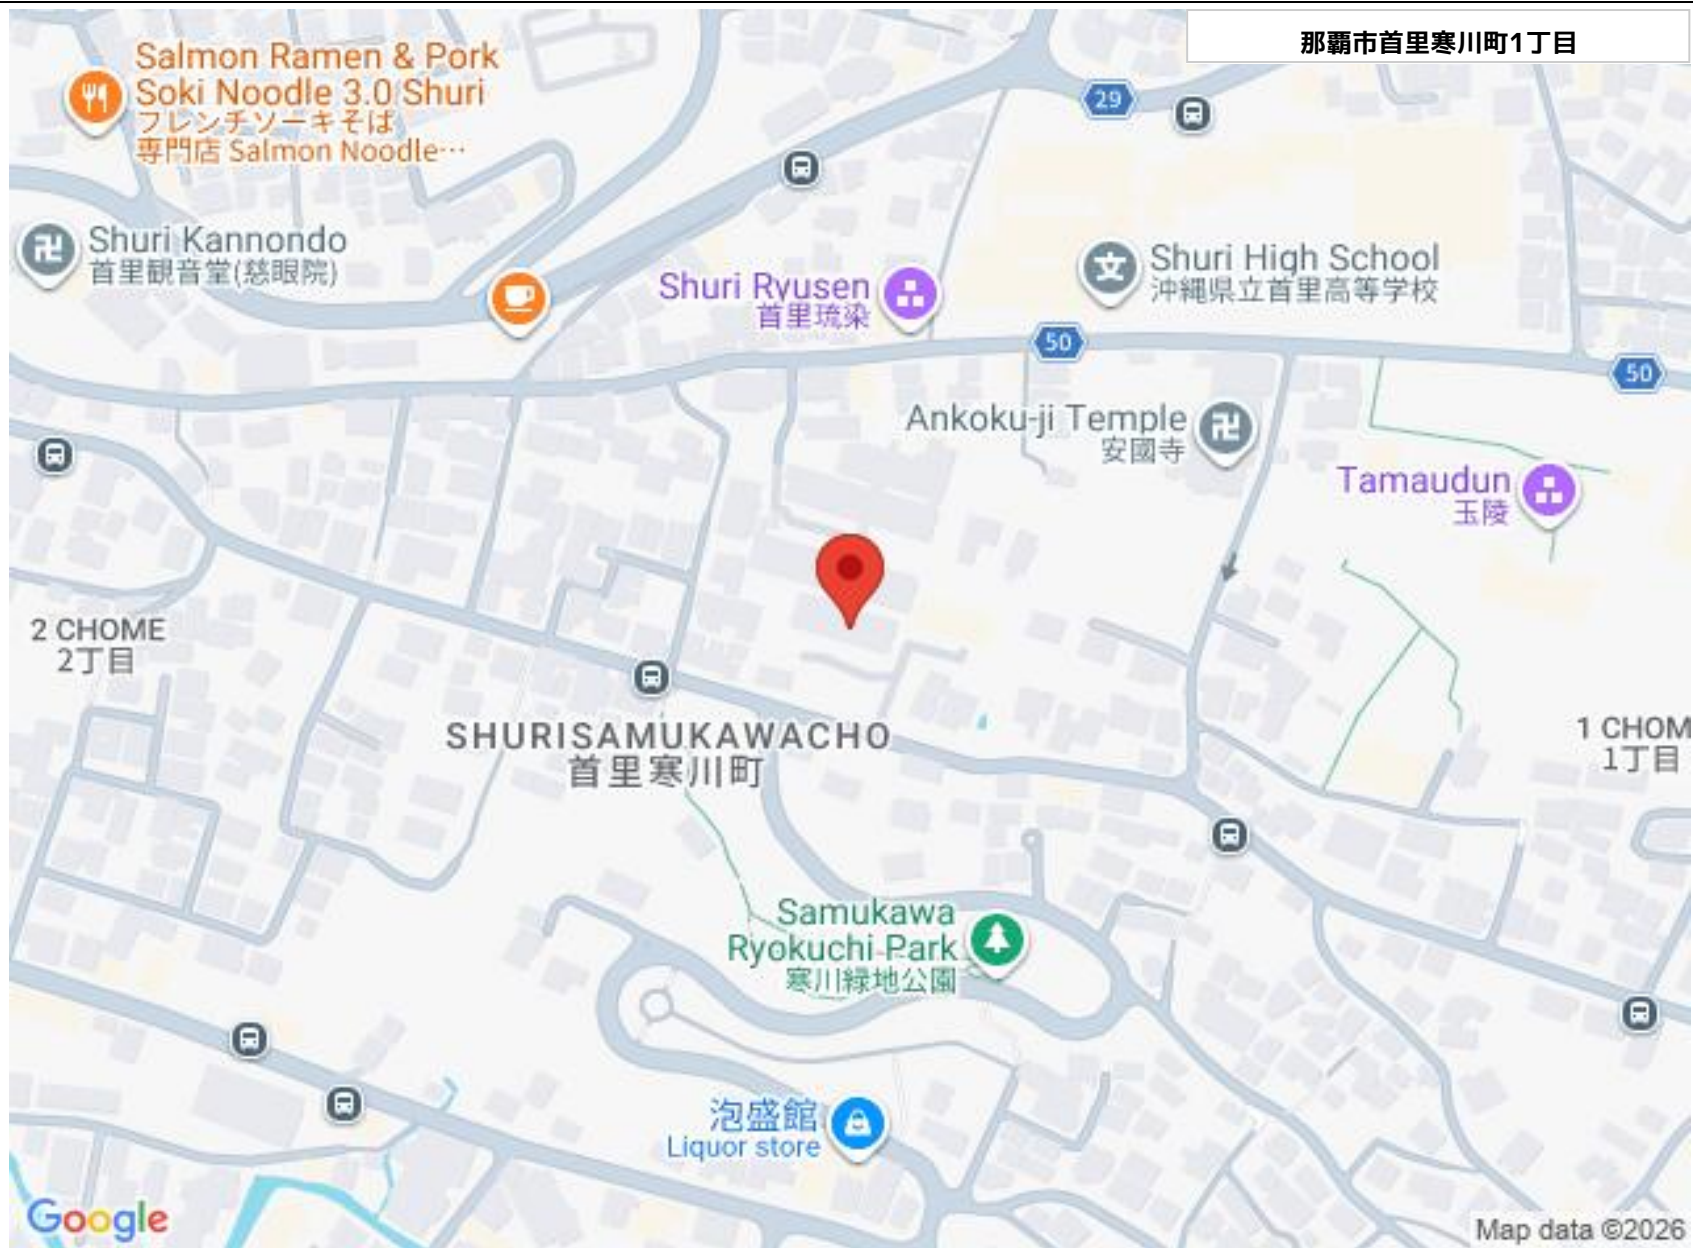 那覇市首里寒川町1丁目
Salmon Ramen & Pork
Soki Noodle 3.0 Shuri
フレンチソーキそば
専門店 Salmon Noodle…
29
Shuri Kannondo
首里観音堂(慈眼院)
Shuri Ryusen
首里琉染
文
Shuri High School
沖縄県立首里高等学校
50
50
Ankoku-ji Temple
安國寺
Tamaudun
玉陵
2 CHOME
2丁目
SHURISAMUKAWACHO
首里寒川町
1 CHOM
1丁目
Samukawa
Ryokuchi Park
寒川緑地公園
泡盛館
Liquor store
Google
Map data ©2026